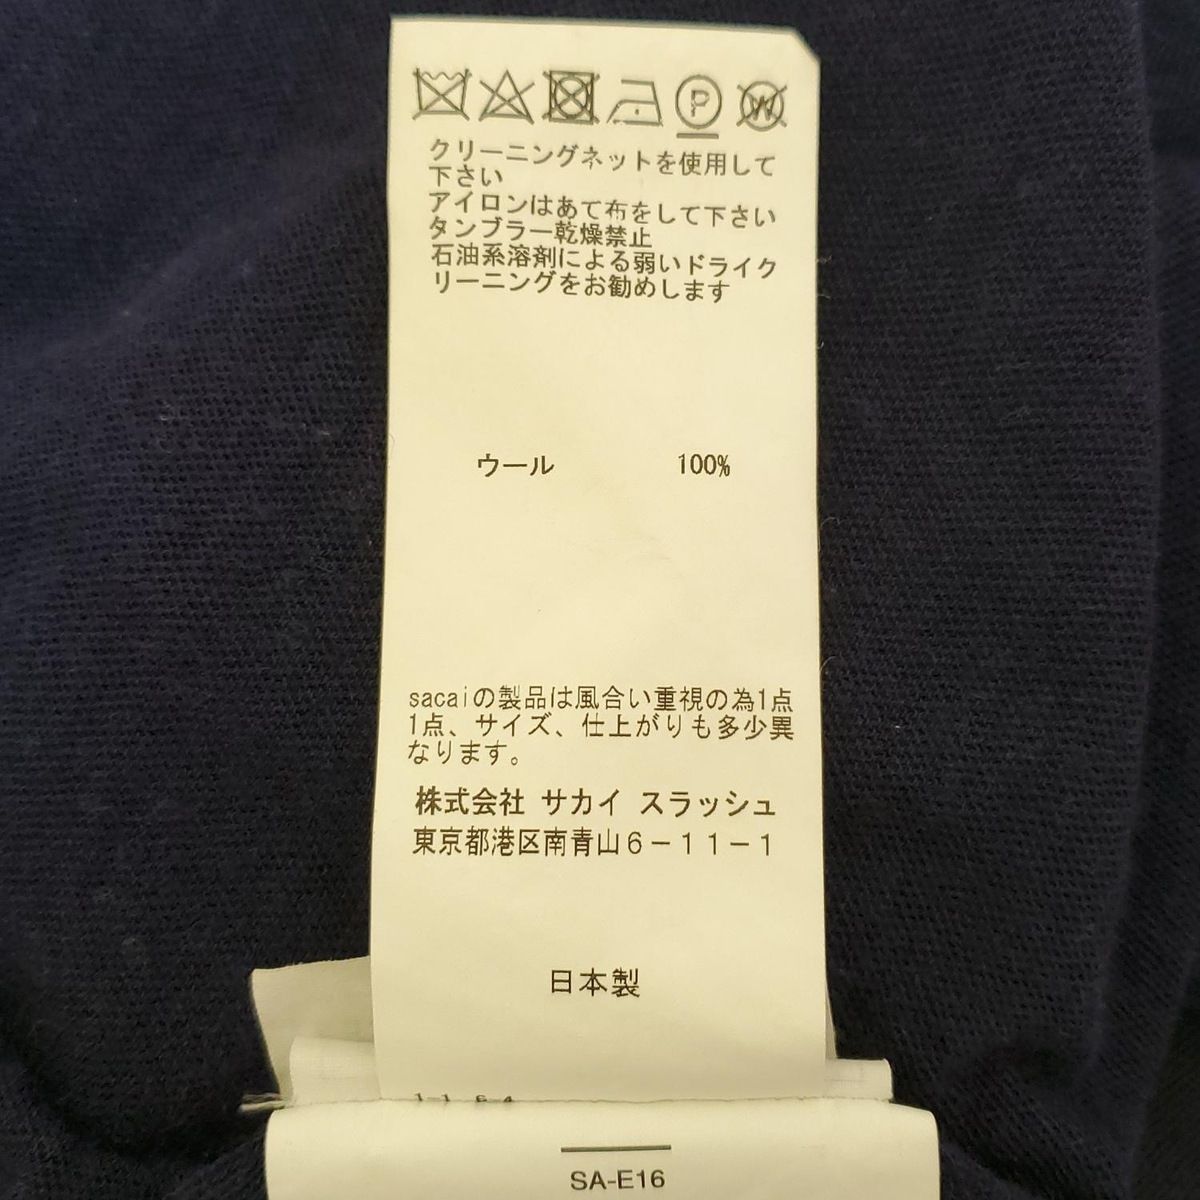 P W
クリーニングネットを使用して
下さい
アイロンはあて布をして下さい
タンブラー乾燥禁止
石油系溶剤による弱いドライク
リーニングをお勧めします
ウール 100%
sacaiの製品は風合い重視の為1点
1点、サイズ、仕上がりも多少異
なります。
株式会社 サカイ スラッシュ
東京都港区南青山6-11-1
日本製
SA-E16